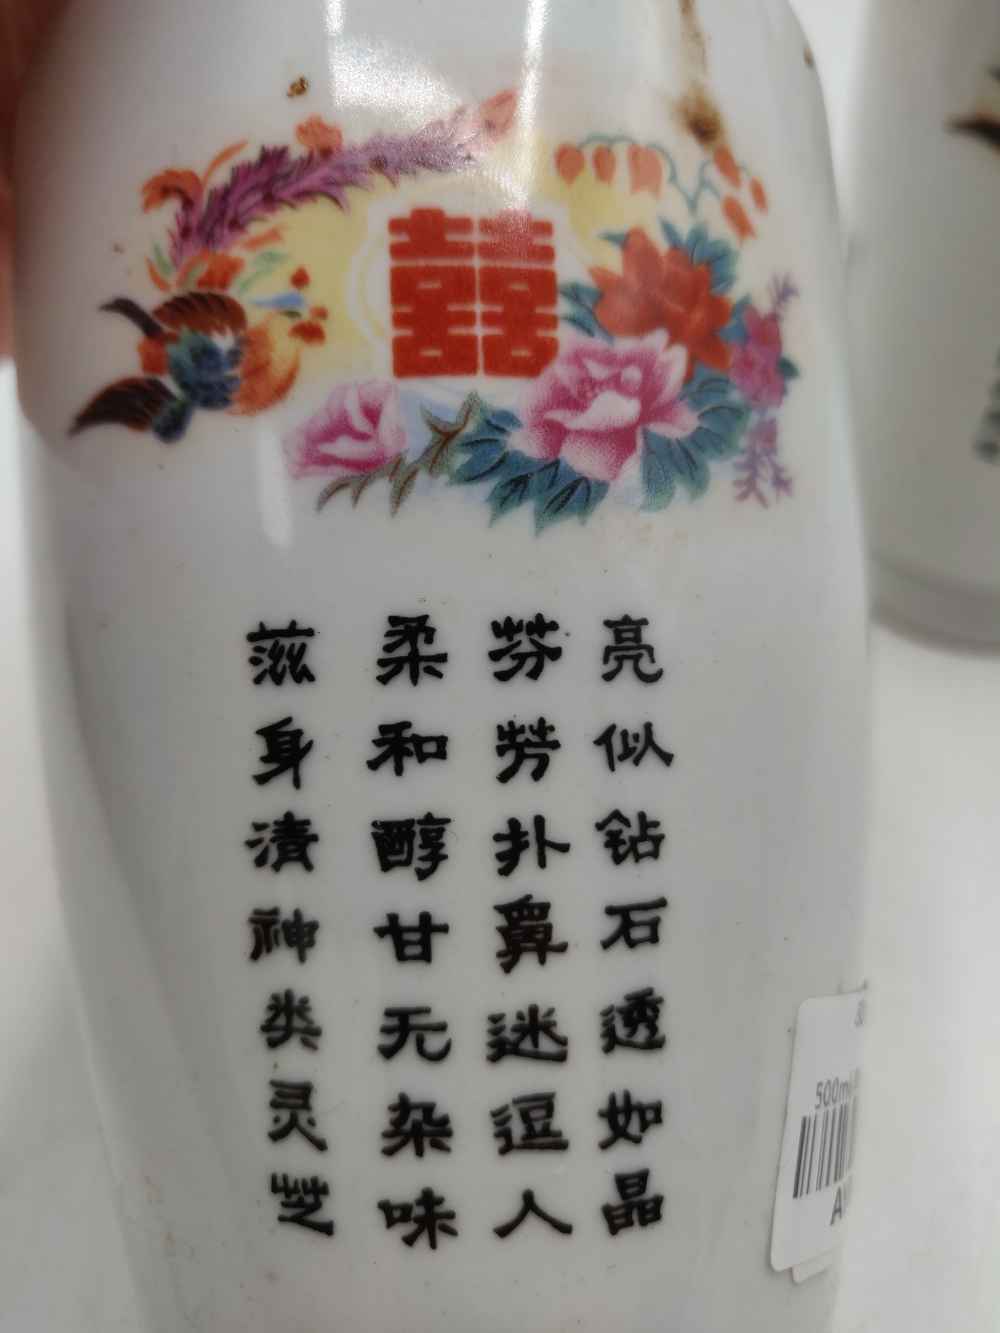 囍
亮似钻石透如晶
芬芳扑鼻迷逗人
柔和醇甘无杂味
滋身清神类灵芝
500ml